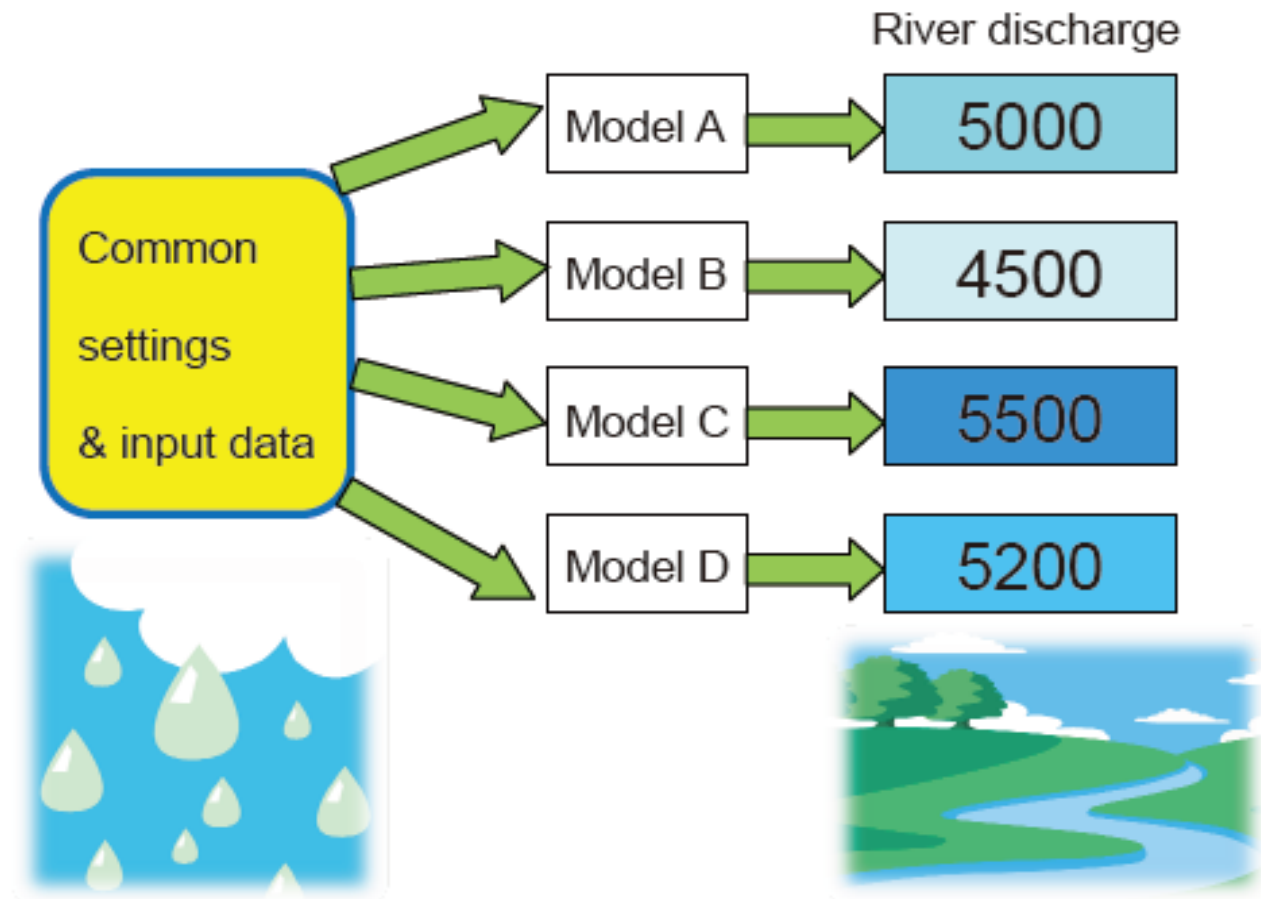 River discharge
Common
settings
& input data
Model A
5000
Model B
4500
Model C
5500
Model D
5200